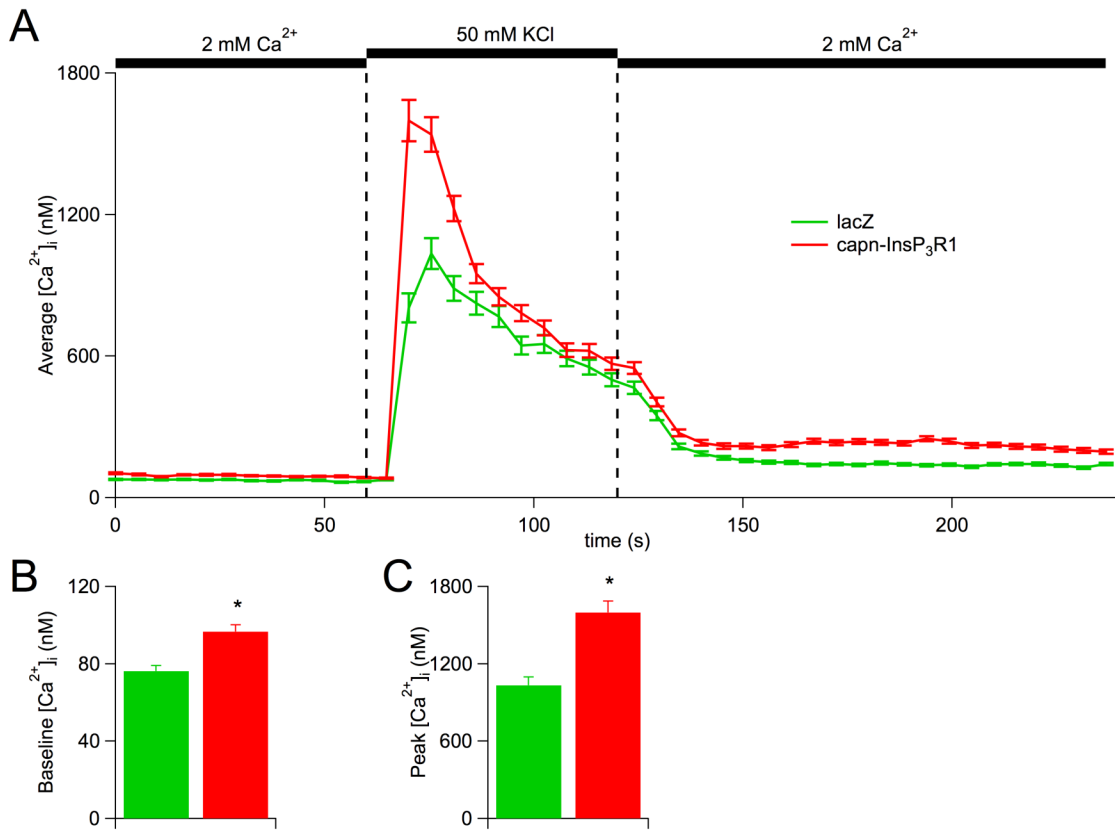 A
2 mM Ca²⁺ 50 mM KCl 2 mM Ca²⁺
1800
1200
600
0
Average [Ca²⁺]ᵢ (nM)
lacZ
capn-InsP₃R1
0 50 100 150 200
time (s)
B
120
80
40
0
Baseline [Ca²⁺]ᵢ (nM)
*
C
1800
1200
600
0
Peak [Ca²⁺]ᵢ (nM)
*